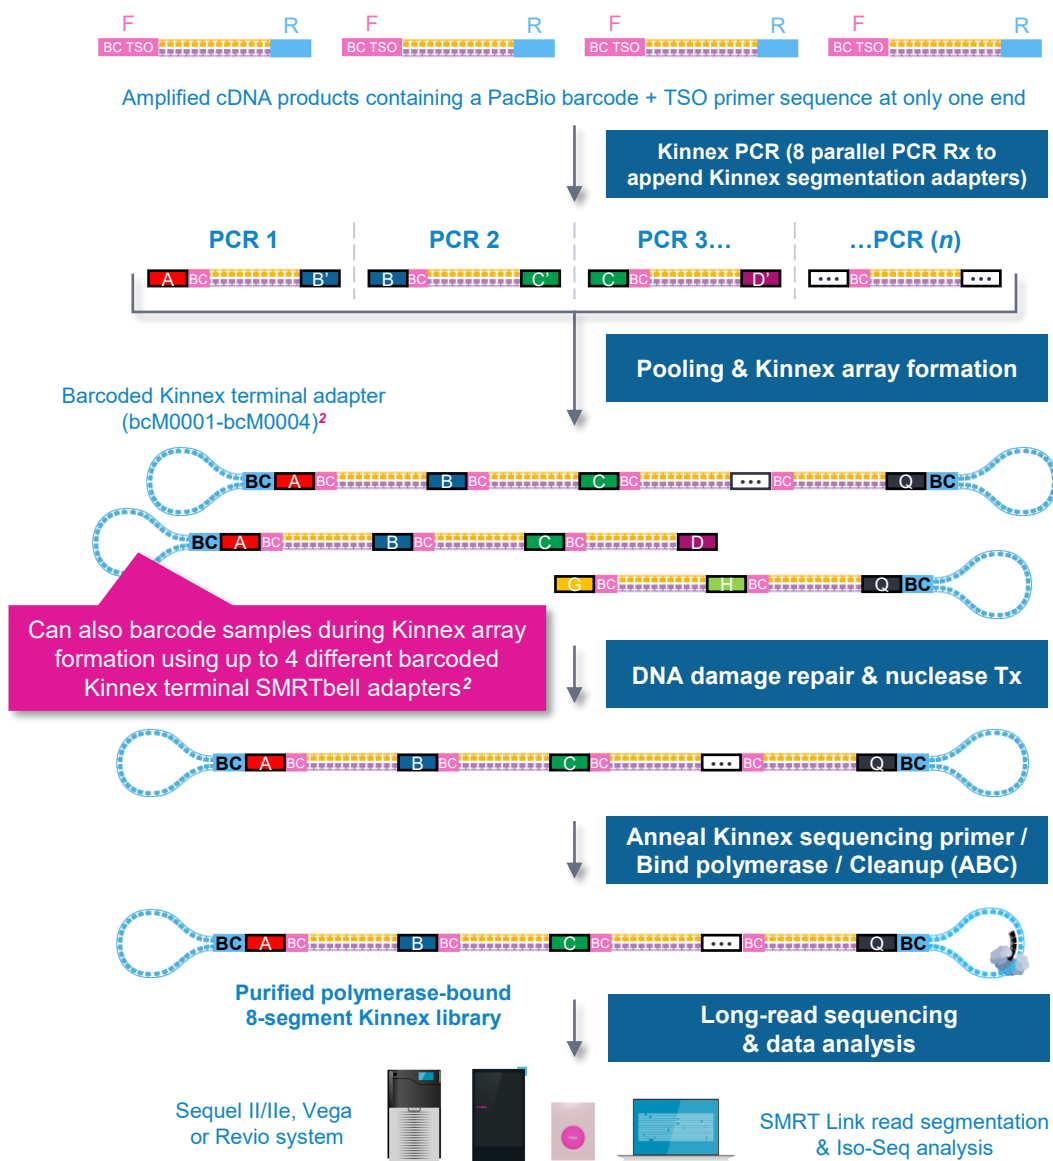 F R F R F R F R
BC TSO BC TSO BC TSO BC TSO
Amplified cDNA products containing a PacBio barcode + TSO primer sequence at only one end
Kinnex PCR (8 parallel PCR Rx to
append Kinnex segmentation adapters)
PCR 1 PCR 2 PCR 3... ...PCR (n)
A BC B' B BC C' C BC D' ... BC ...
Pooling & Kinnex array formation
Barcoded Kinnex terminal adapter
(bcM0001-bcM0004)2
BC A BC B BC C BC ... BC Q BC
BC A BC B BC C BC D
G BC H BC Q BC
Can also barcode samples during Kinnex array
formation using up to 4 different barcoded
Kinnex terminal SMRTbell adapters2
DNA damage repair & nuclease Tx
BC A BC B BC C BC ... BC Q BC
Anneal Kinnex sequencing primer /
Bind polymerase / Cleanup (ABC)
BC A BC B BC C BC ... BC Q BC
Purified polymerase-bound
8-segment Kinnex library
Long-read sequencing
& data analysis
Sequel II/IIe, Vega
or Revio system
SMRT Link read segmentation
& Iso-Seq analysis